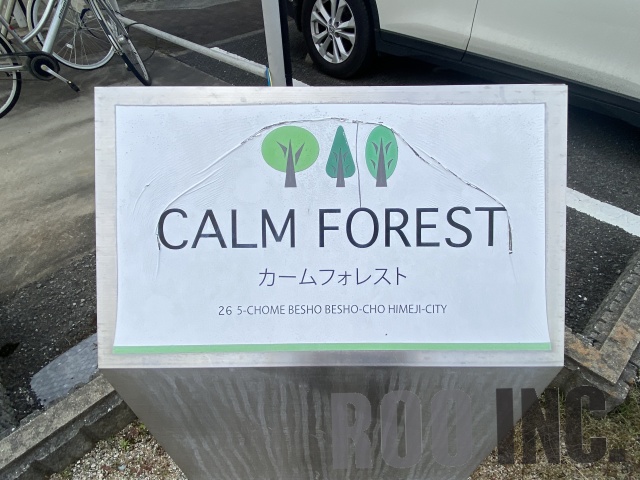 CALM FOREST
カームフォレスト
26 5-CHOME BESHO BESHO-CHO HIMEJI-CITY
ROO INC.